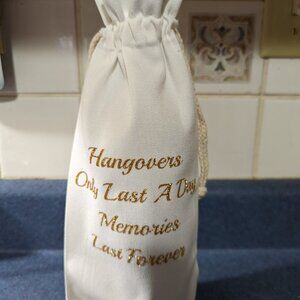 Hangovers
Only Last A Day
Memories
Last Forever